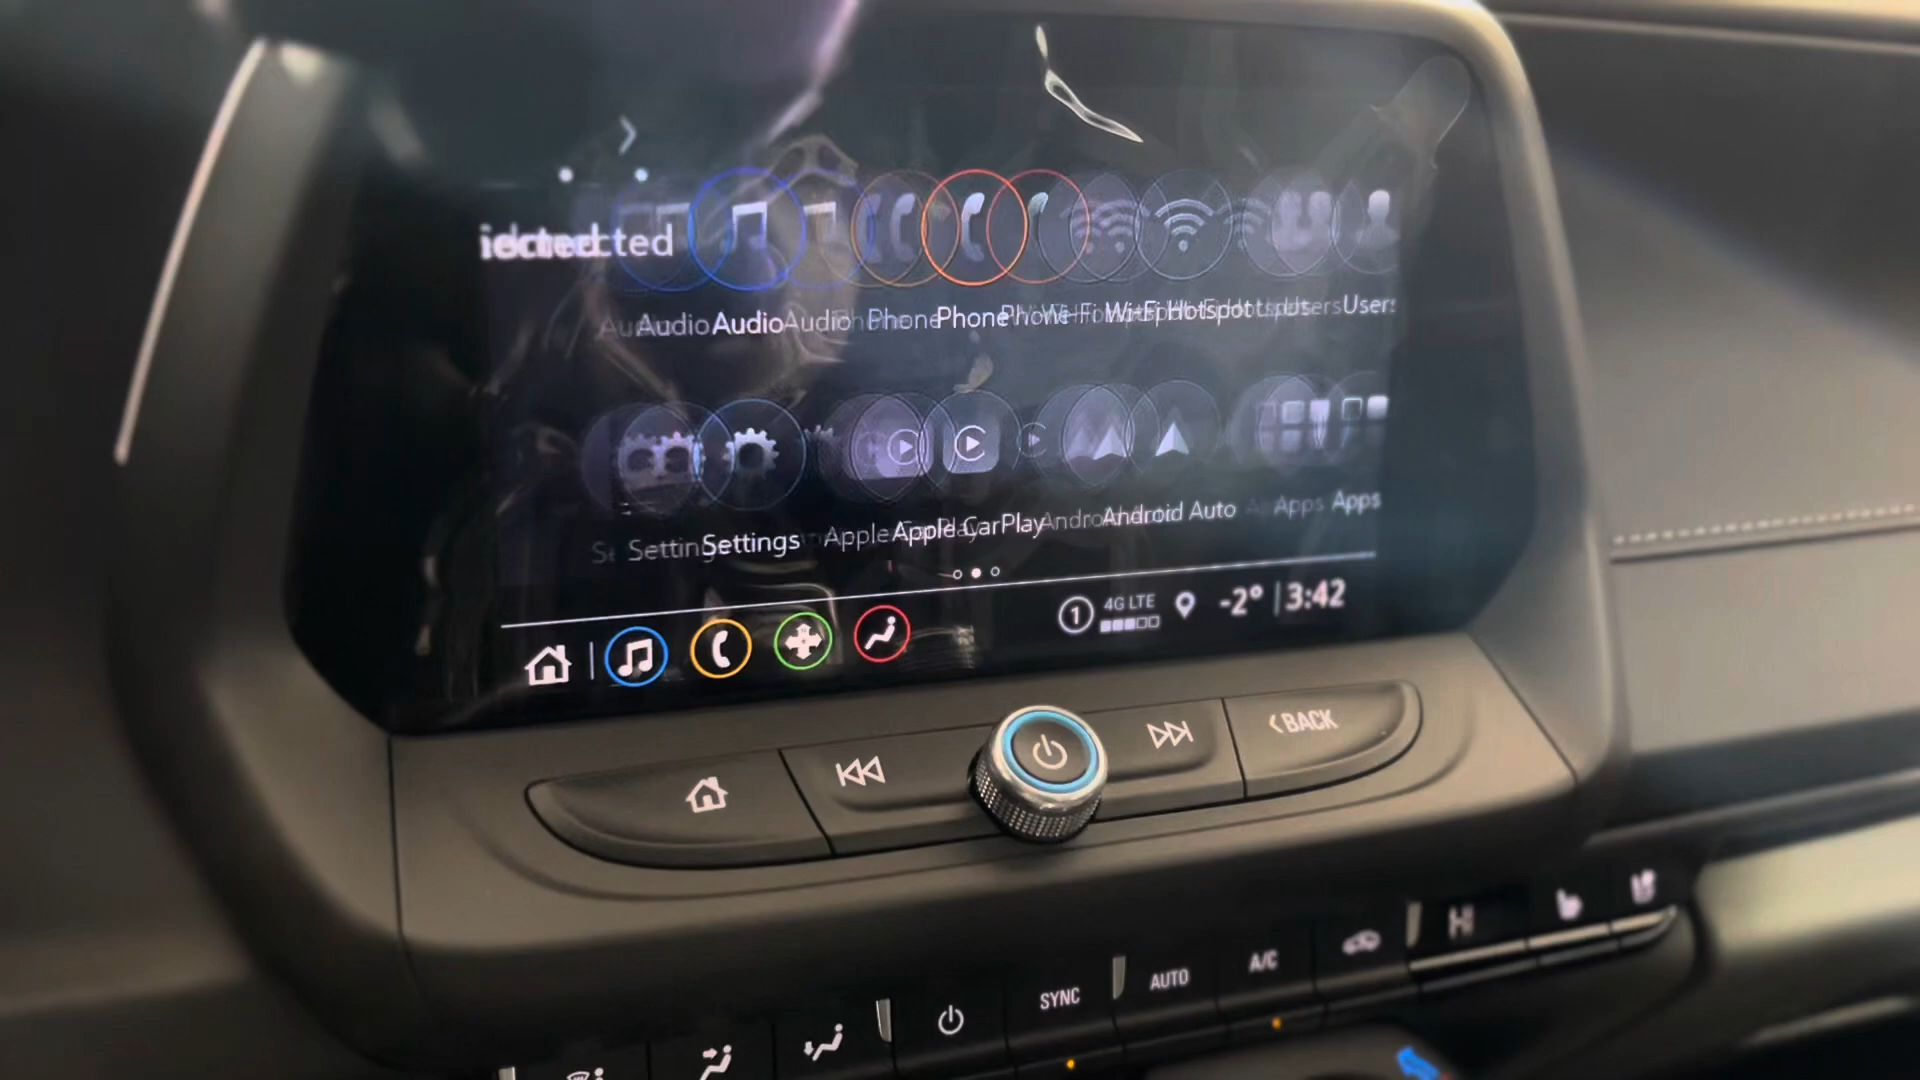 Audio Audio Audio Phone Phone Phone Wi-Fi Hotspot Users Users
Settings Apple CarPlay Android Auto Apps Apps
1 4G LTE -2° 3:42
BACK
SYNC AUTO A/C